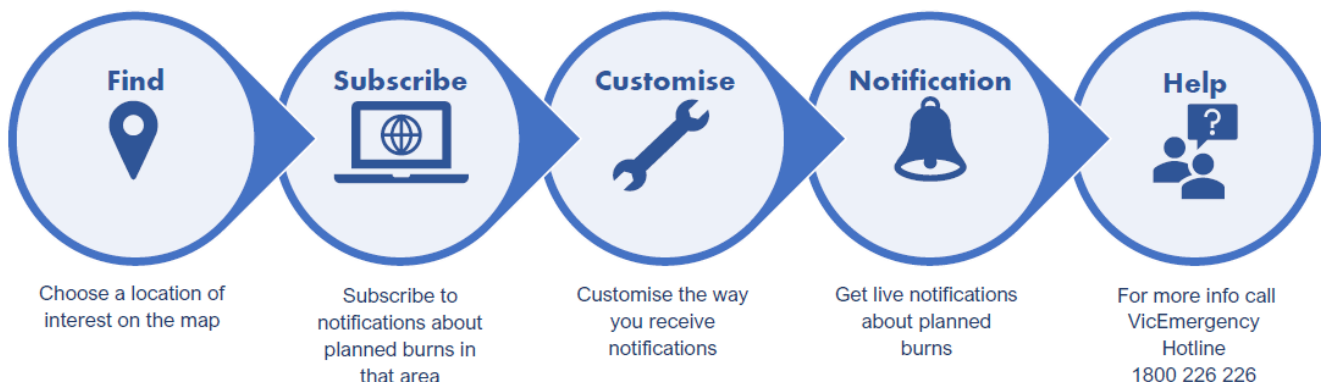 Find
Choose a location of
interest on the map
Subscribe
Subscribe to
notifications about
planned burns in
that area
Customise
Customise the way
you receive
notifications
Notification
Get live notifications
about planned
burns
Help
?
For more info call
VicEmergency
Hotline
1800 226 226